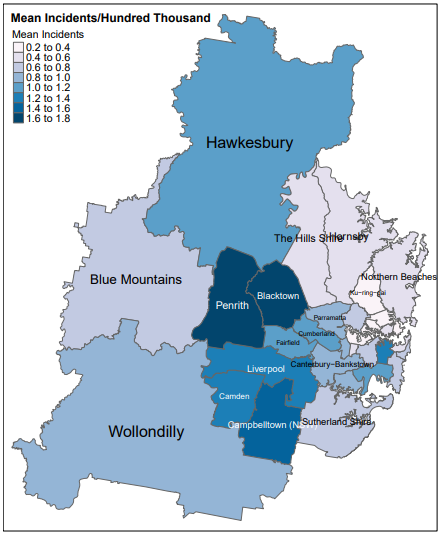 Mean Incidents/Hundred Thousand
Mean Incidents
0.2 to 0.4
0.4 to 0.6
0.6 to 0.8
0.8 to 1.0
1.0 to 1.2
1.2 to 1.4
1.4 to 1.6
1.6 to 1.8
Hawkesbury
The Hills Shire
Hornsby
Northern Beaches
Blue Mountains
Ku-ring-gai
Penrith
Blacktown
Parramatta
Cumberland
Fairfield
Canterbury-Bankstown
Liverpool
Camden
Campbelltown
Sutherland Shire
Wollondilly